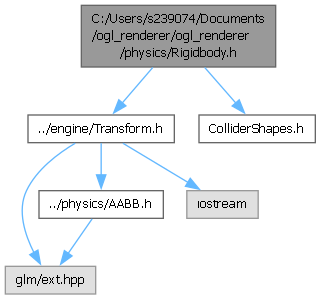 C:/Users/s239074/Documents
/ogl_renderer/ogl_renderer
/physics/Rigidbody.h
../engine/Transform.h
ColliderShapes.h
../physics/AABB.h
iostream
glm/ext.hpp